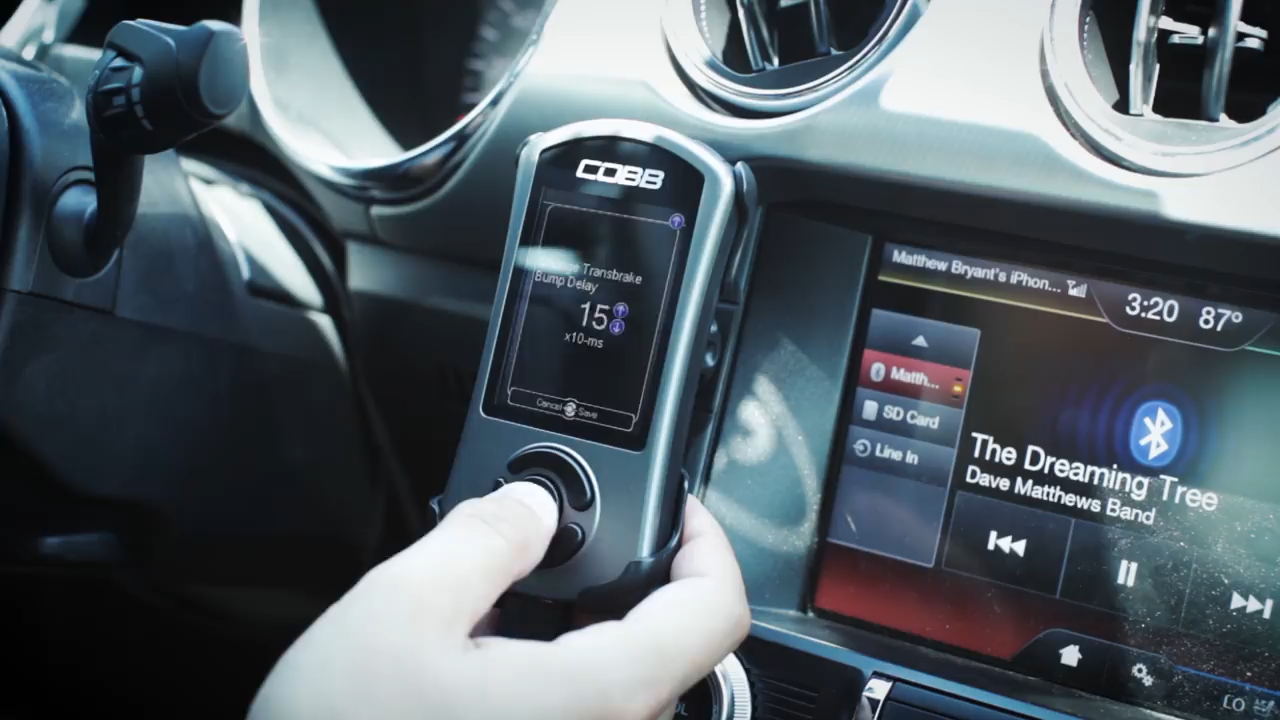 COBB
Transbrake
Bump Delay
15
x10-ms
Cancel Save
Matthew Bryant's iPhon...
3:20 87°
Matth...
SD Card
Line In
The Dreaming Tree
Dave Matthews Band
LO